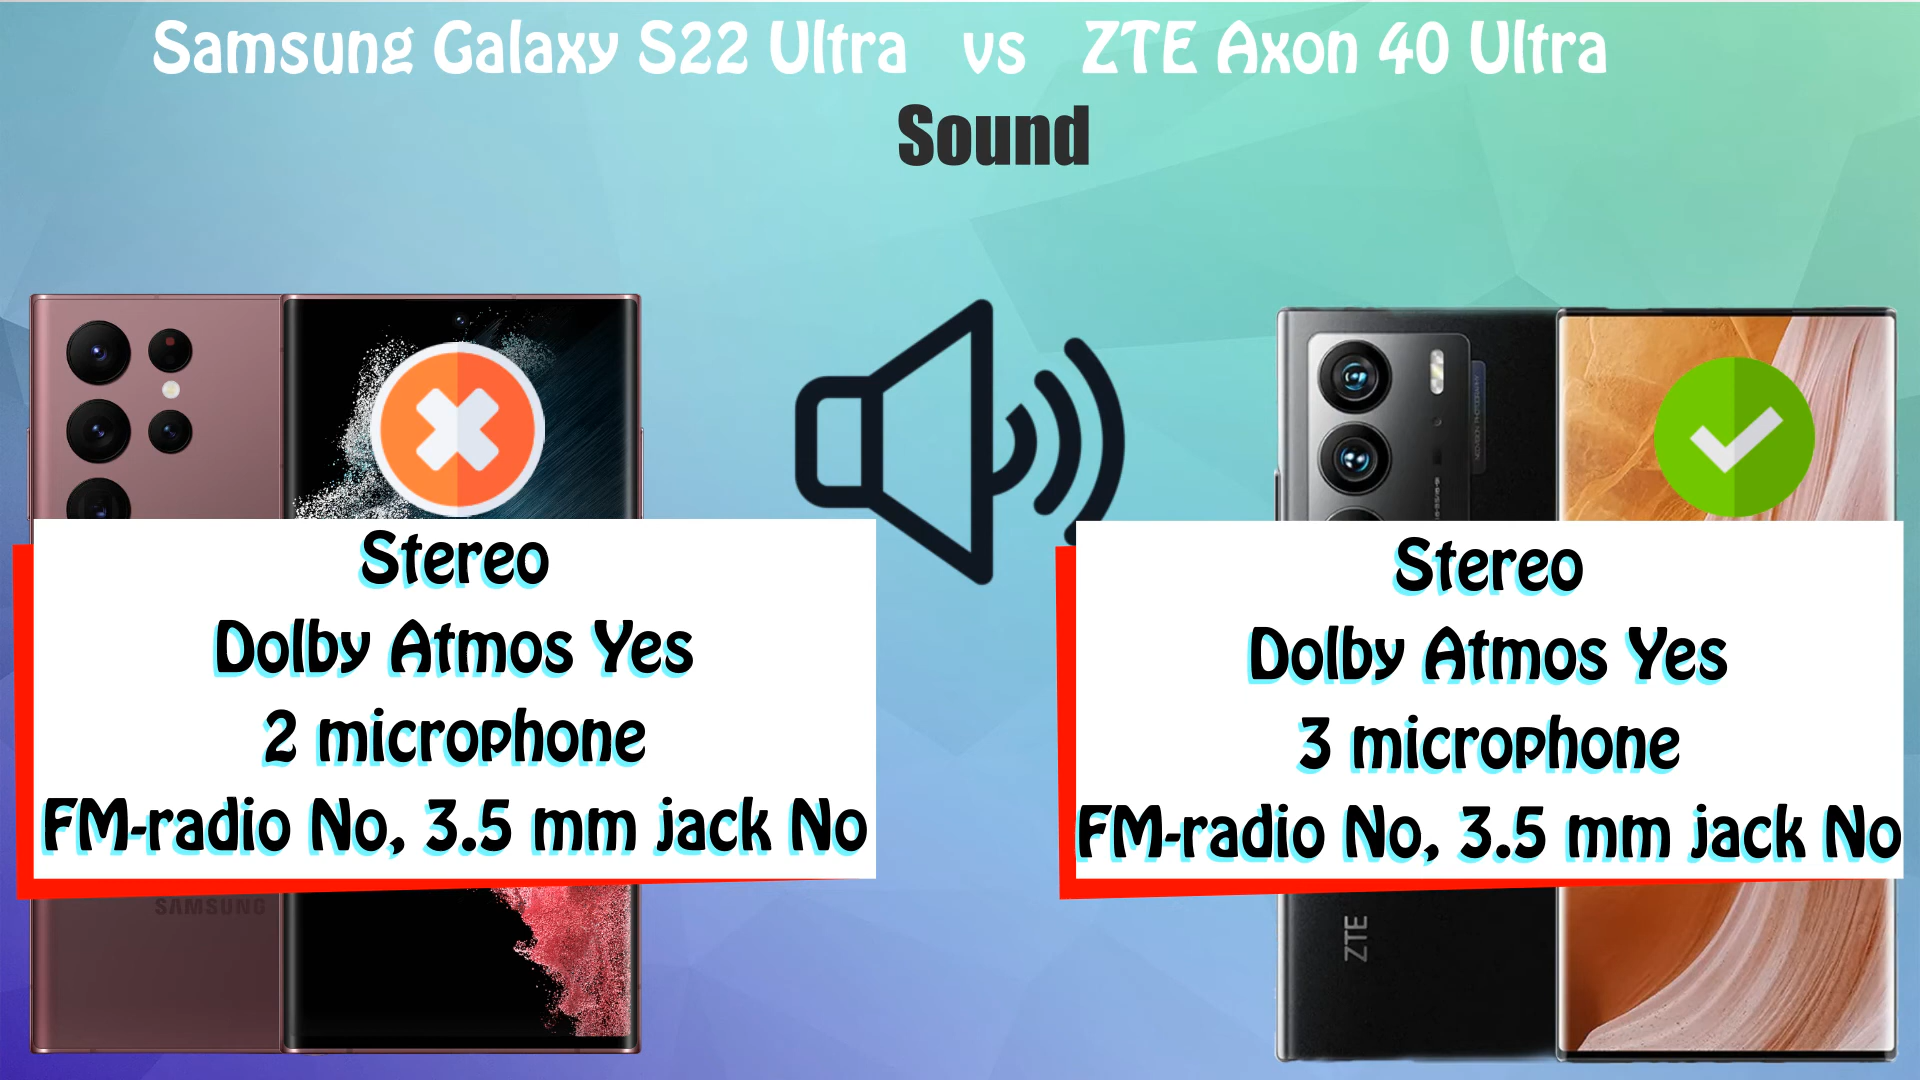 Samsung Galaxy S22 Ultra vs ZTE Axon 40 Ultra
Sound
Stereo
Dolby Atmos Yes
2 microphone
FM-radio No, 3.5 mm jack No
Stereo
Dolby Atmos Yes
3 microphone
FM-radio No, 3.5 mm jack No
SAMSUNG
ZTE